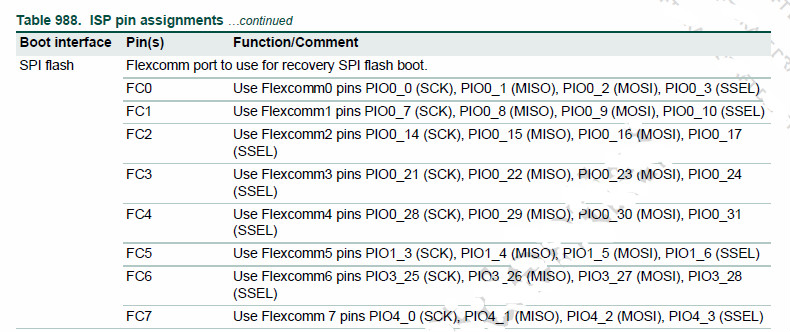 Table 988. ISP pin assignments …continued
Boot interface Pin(s) Function/Comment
SPI flash Flexcomm port to use for recovery SPI flash boot.
FC0 Use Flexcomm0 pins PIO0_0 (SCK), PIO0_1 (MISO), PIO0_2 (MOSI), PIO0_3 (SSEL)
FC1 Use Flexcomm1 pins PIO0_7 (SCK), PIO0_8 (MISO), PIO0_9 (MOSI), PIO0_10 (SSEL)
FC2 Use Flexcomm2 pins PIO0_14 (SCK), PIO0_15 (MISO), PIO0_16 (MOSI), PIO0_17
(SSEL)
FC3 Use Flexcomm3 pins PIO0_21 (SCK), PIO0_22 (MISO), PIO0_23 (MOSI), PIO0_24
(SSEL)
FC4 Use Flexcomm4 pins PIO0_28 (SCK), PIO0_29 (MISO), PIO0_30 (MOSI), PIO0_31
(SSEL)
FC5 Use Flexcomm5 pins PIO1_3 (SCK), PIO1_4 (MISO), PIO1_5 (MOSI), PIO1_6 (SSEL)
FC6 Use Flexcomm6 pins PIO3_25 (SCK), PIO3_26 (MISO), PIO3_27 (MOSI), PIO3_28
(SSEL)
FC7 Use Flexcomm 7 pins PIO4_0 (SCK), PIO4_1 (MISO), PIO4_2 (MOSI), PIO4_3 (SSEL)